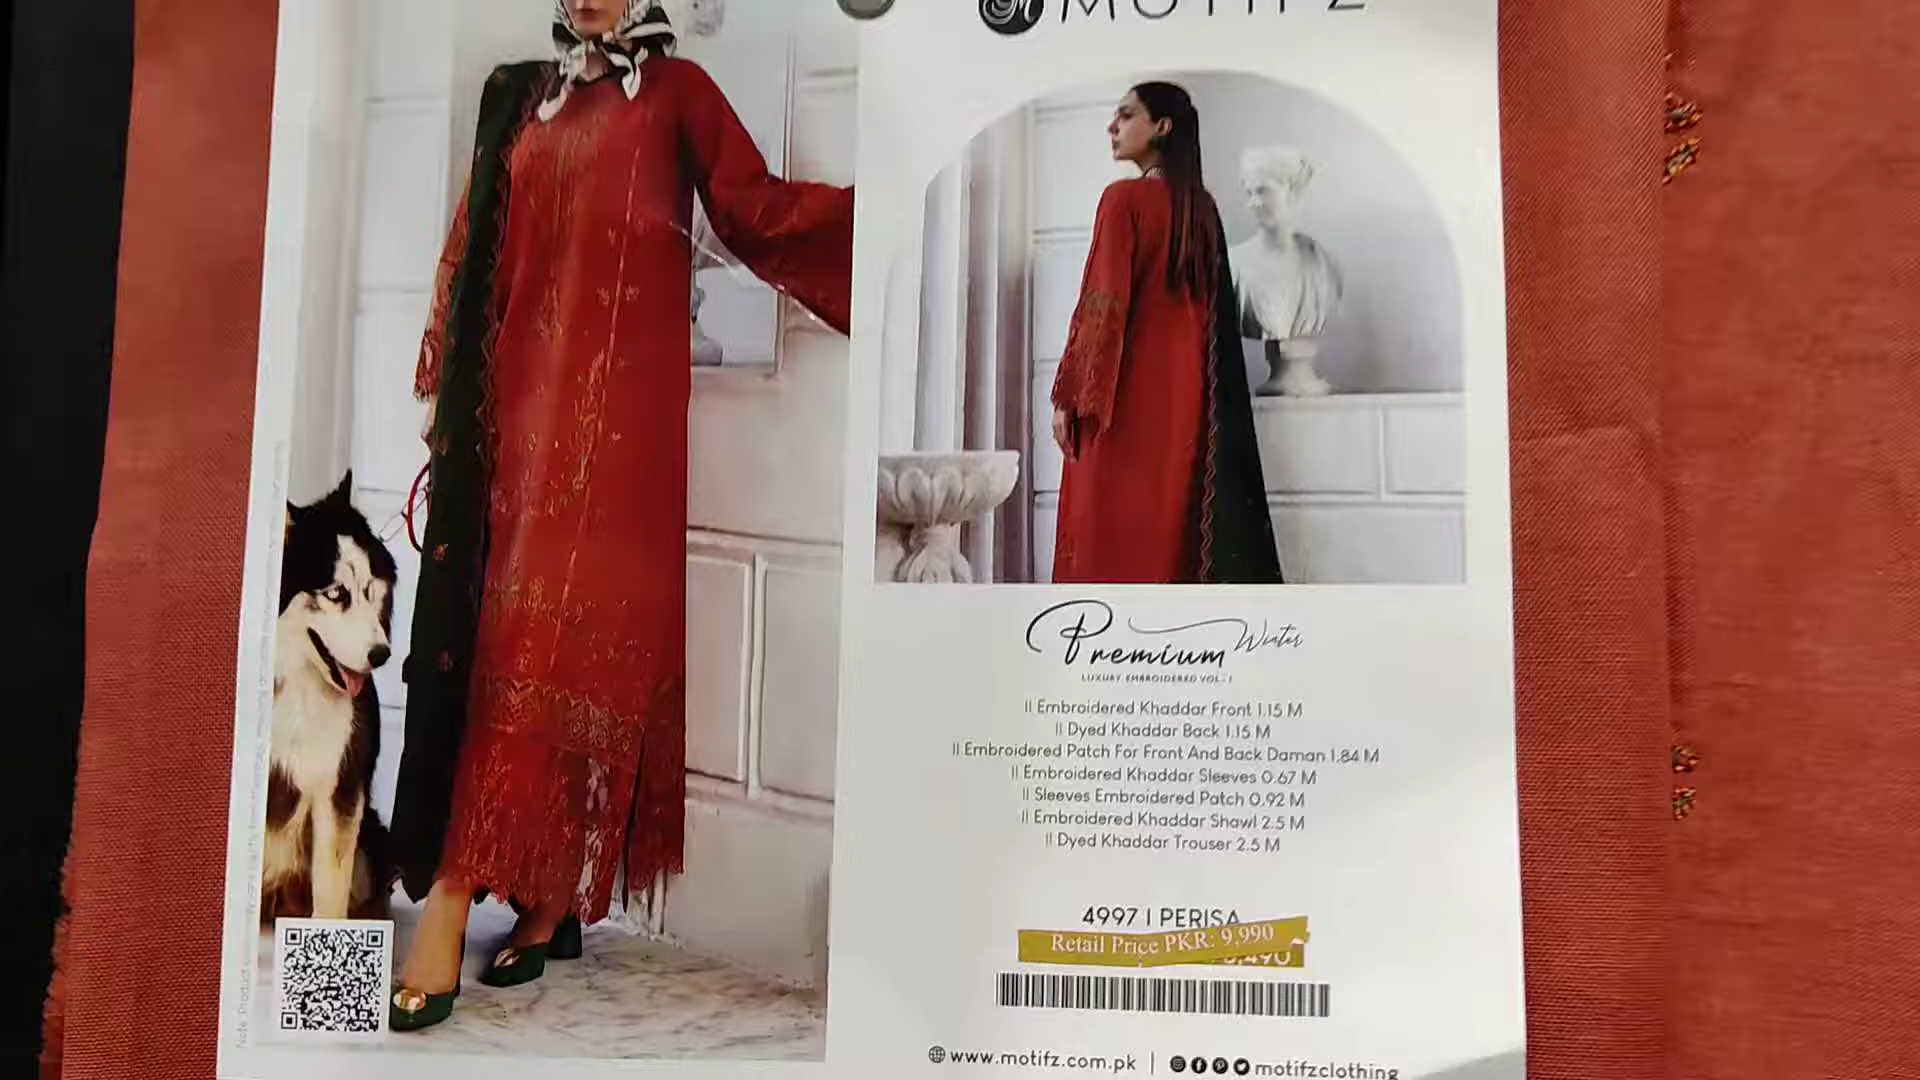 MOTIFZ
Premium Winter
LUXURY EMBROIDERED VOL-1
|| Embroidered Khaddar Front 1.15 M
|| Dyed Khaddar Back 1.15 M
|| Embroidered Patch For Front And Back Daman 1.84 M
|| Embroidered Khaddar Sleeves 0.67 M
|| Sleeves Embroidered Patch 0.92 M
|| Embroidered Khaddar Shawl 2.5 M
|| Dyed Khaddar Trouser 2.5 M
4997 | PERISA
Retail Price PKR: 9,990
www.motifz.com.pk | motifzclothing